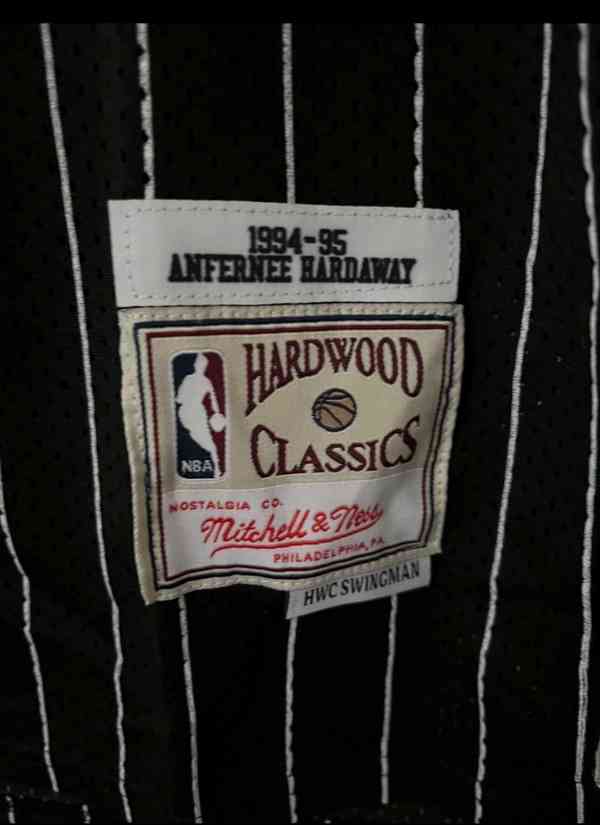 1994-95
ANFERNEE HARDAWAY
HARDWOOD
CLASSICS
NBA
NOSTALGIA CO.
Mitchell & Ness
PHILADELPHIA, PA
HWC SWINGMAN